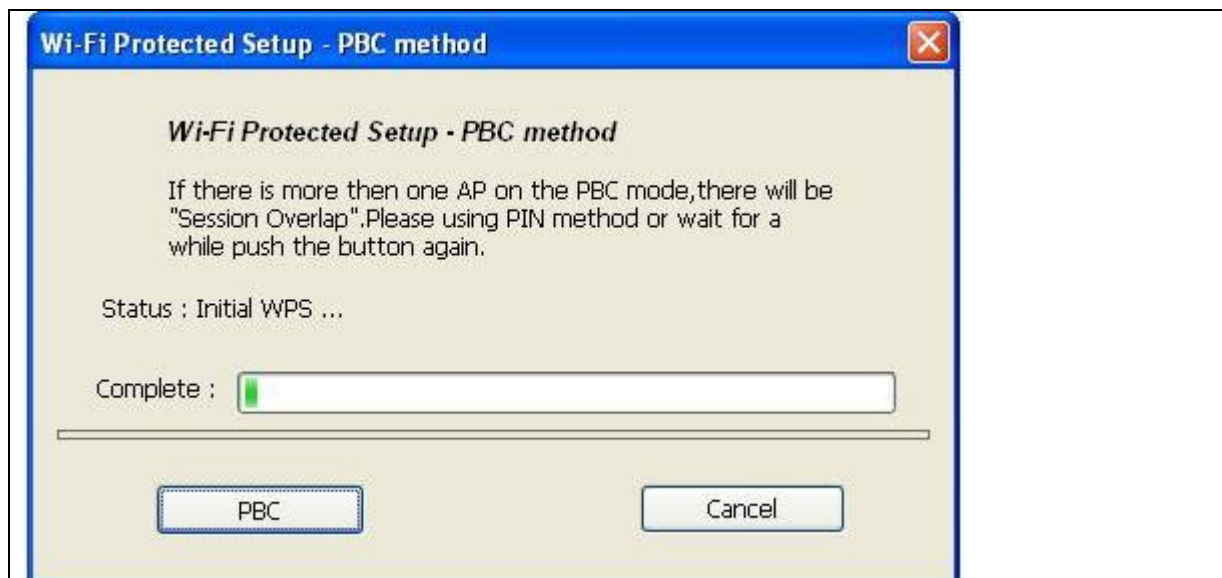 Wi-Fi Protected Setup - PBC method
Wi-Fi Protected Setup - PBC method
If there is more then one AP on the PBC mode,there will be
"Session Overlap".Please using PIN method or wait for a
while push the button again.
Status : Initial WPS ...
Complete :
PBC
Cancel